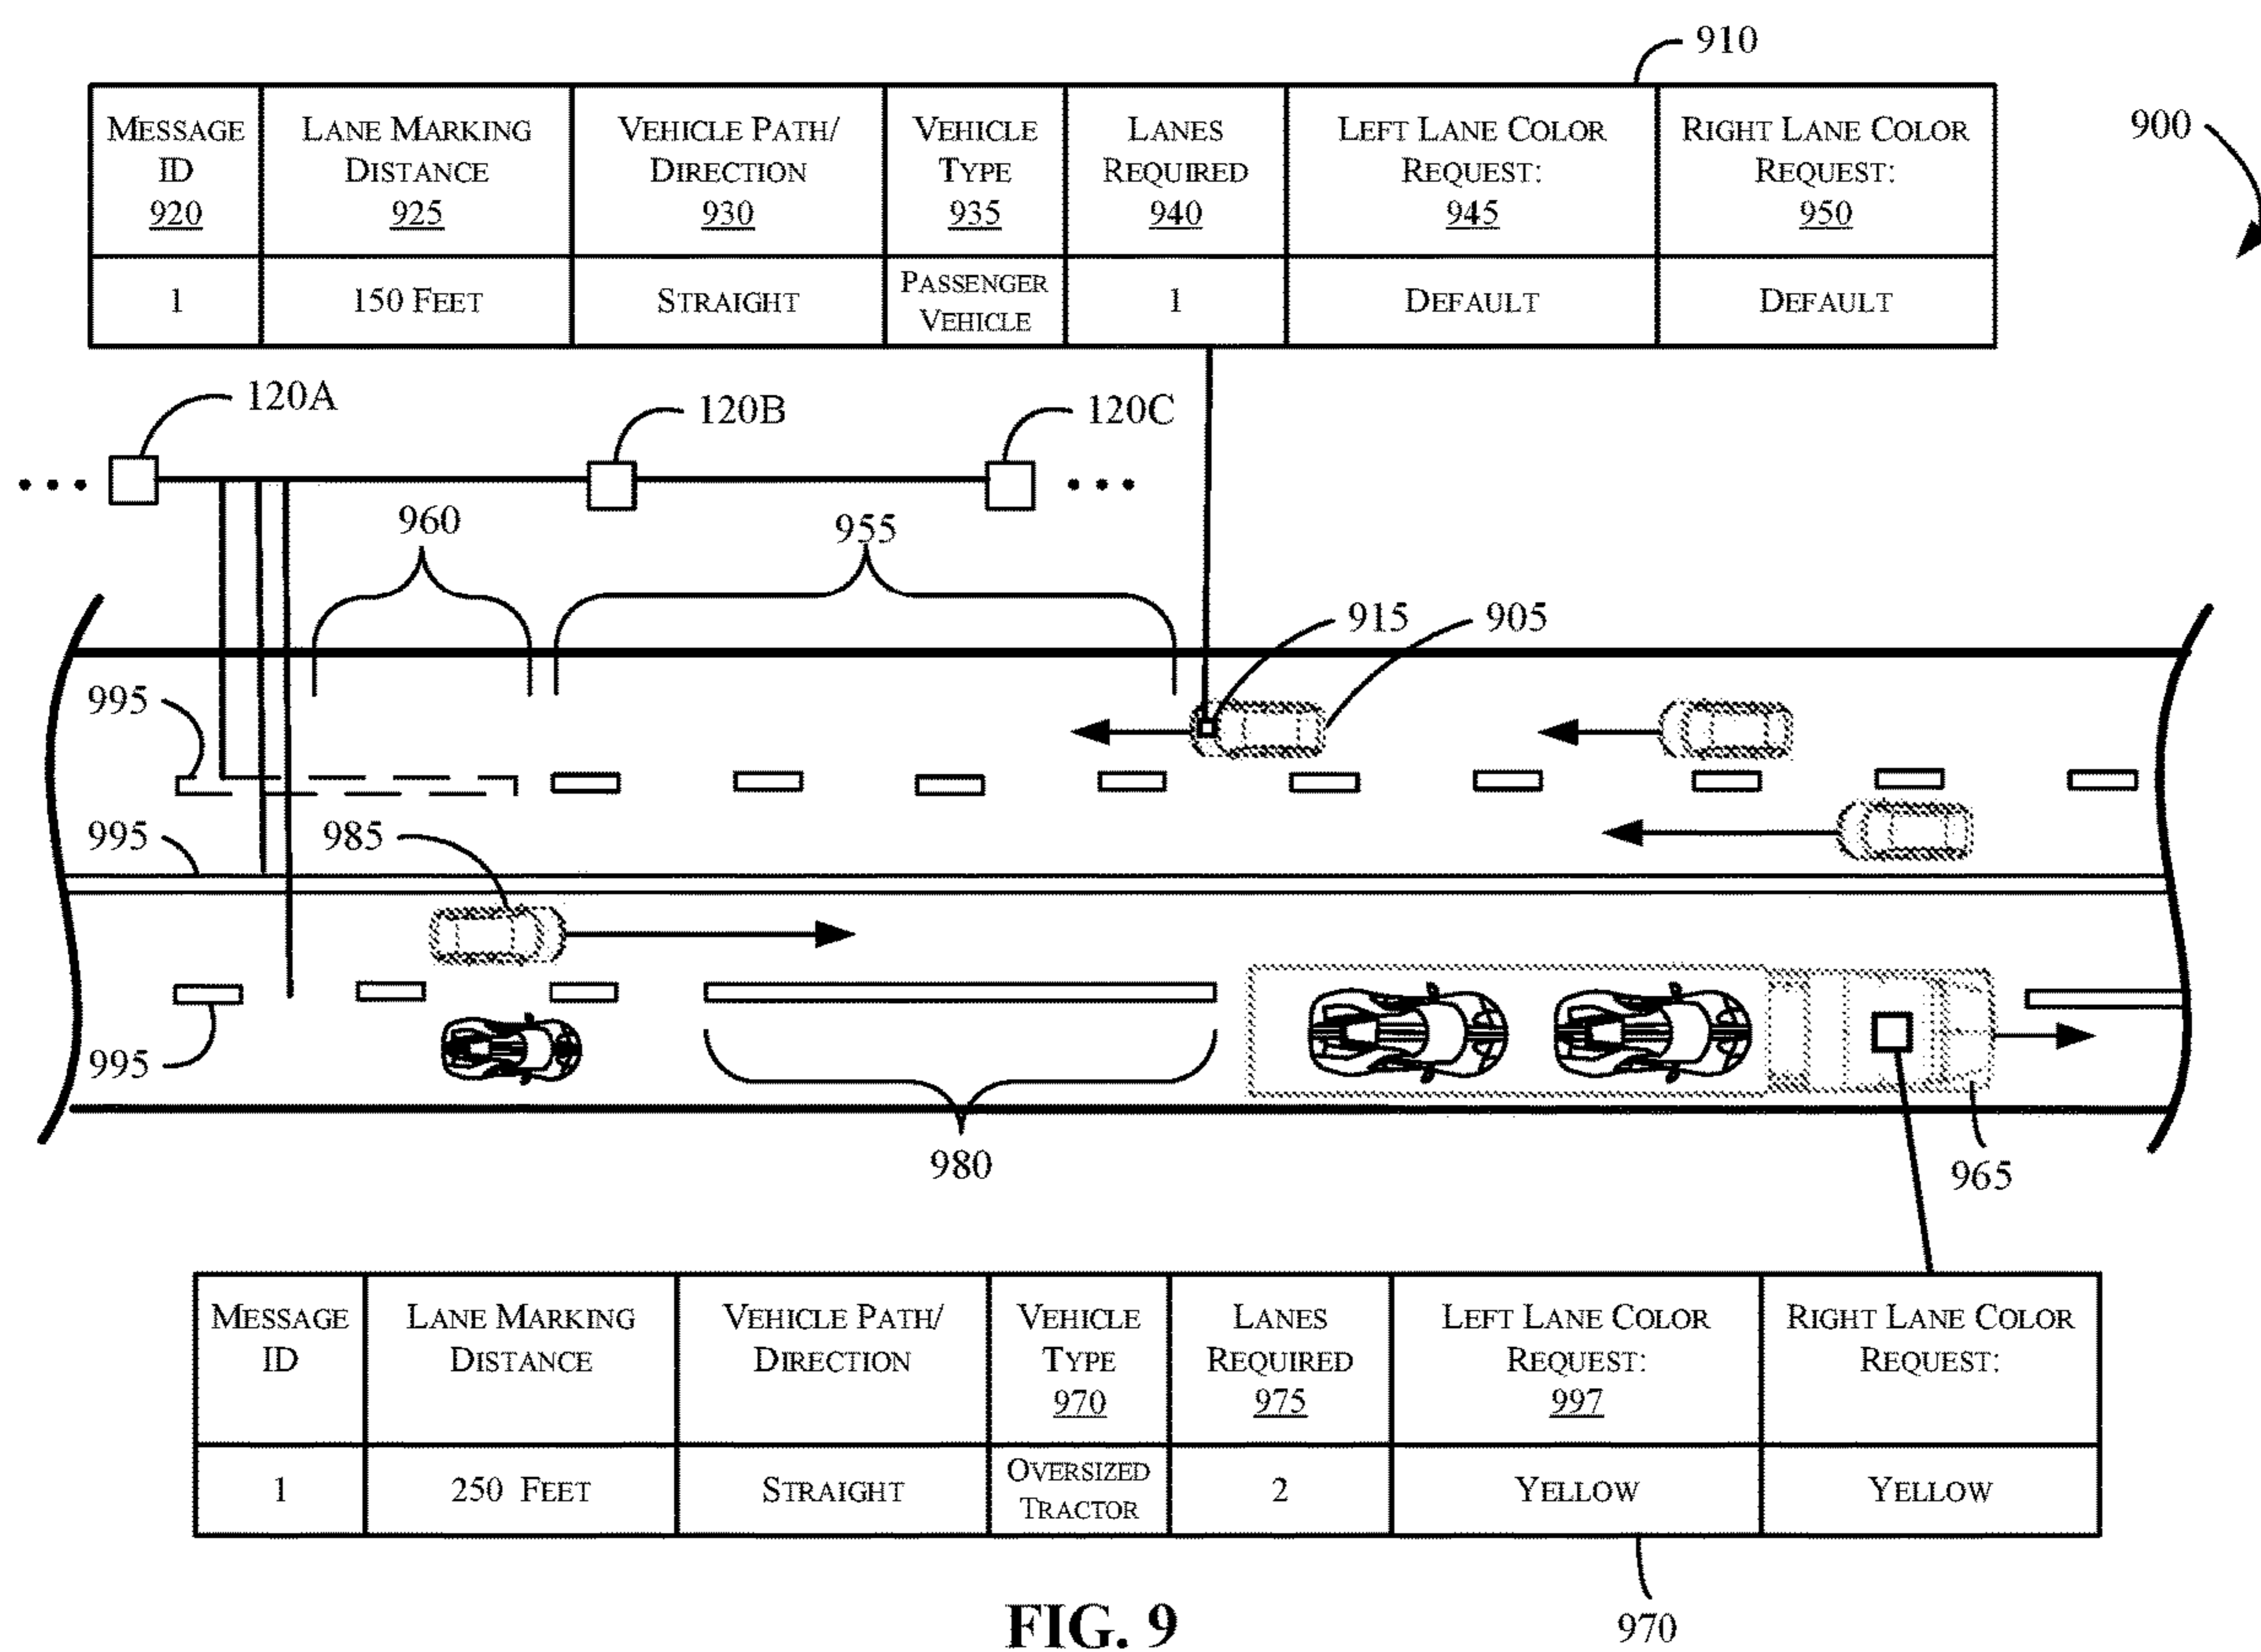 910
MESSAGE ID 920
LANE MARKING DISTANCE 925
VEHICLE PATH/ DIRECTION 930
VEHICLE TYPE 935
LANES REQUIRED 940
LEFT LANE COLOR REQUEST: 945
RIGHT LANE COLOR REQUEST: 950
900
1
150 FEET
STRAIGHT
PASSENGER VEHICLE
1
DEFAULT
DEFAULT
120A
120B
120C
960
955
915
905
995
995
985
995
980
965
MESSAGE ID
LANE MARKING DISTANCE
VEHICLE PATH/ DIRECTION
VEHICLE TYPE 970
LANES REQUIRED 975
LEFT LANE COLOR REQUEST: 997
RIGHT LANE COLOR REQUEST:
1
250 FEET
STRAIGHT
OVERSIZED TRACTOR
2
YELLOW
YELLOW
970
FIG. 9